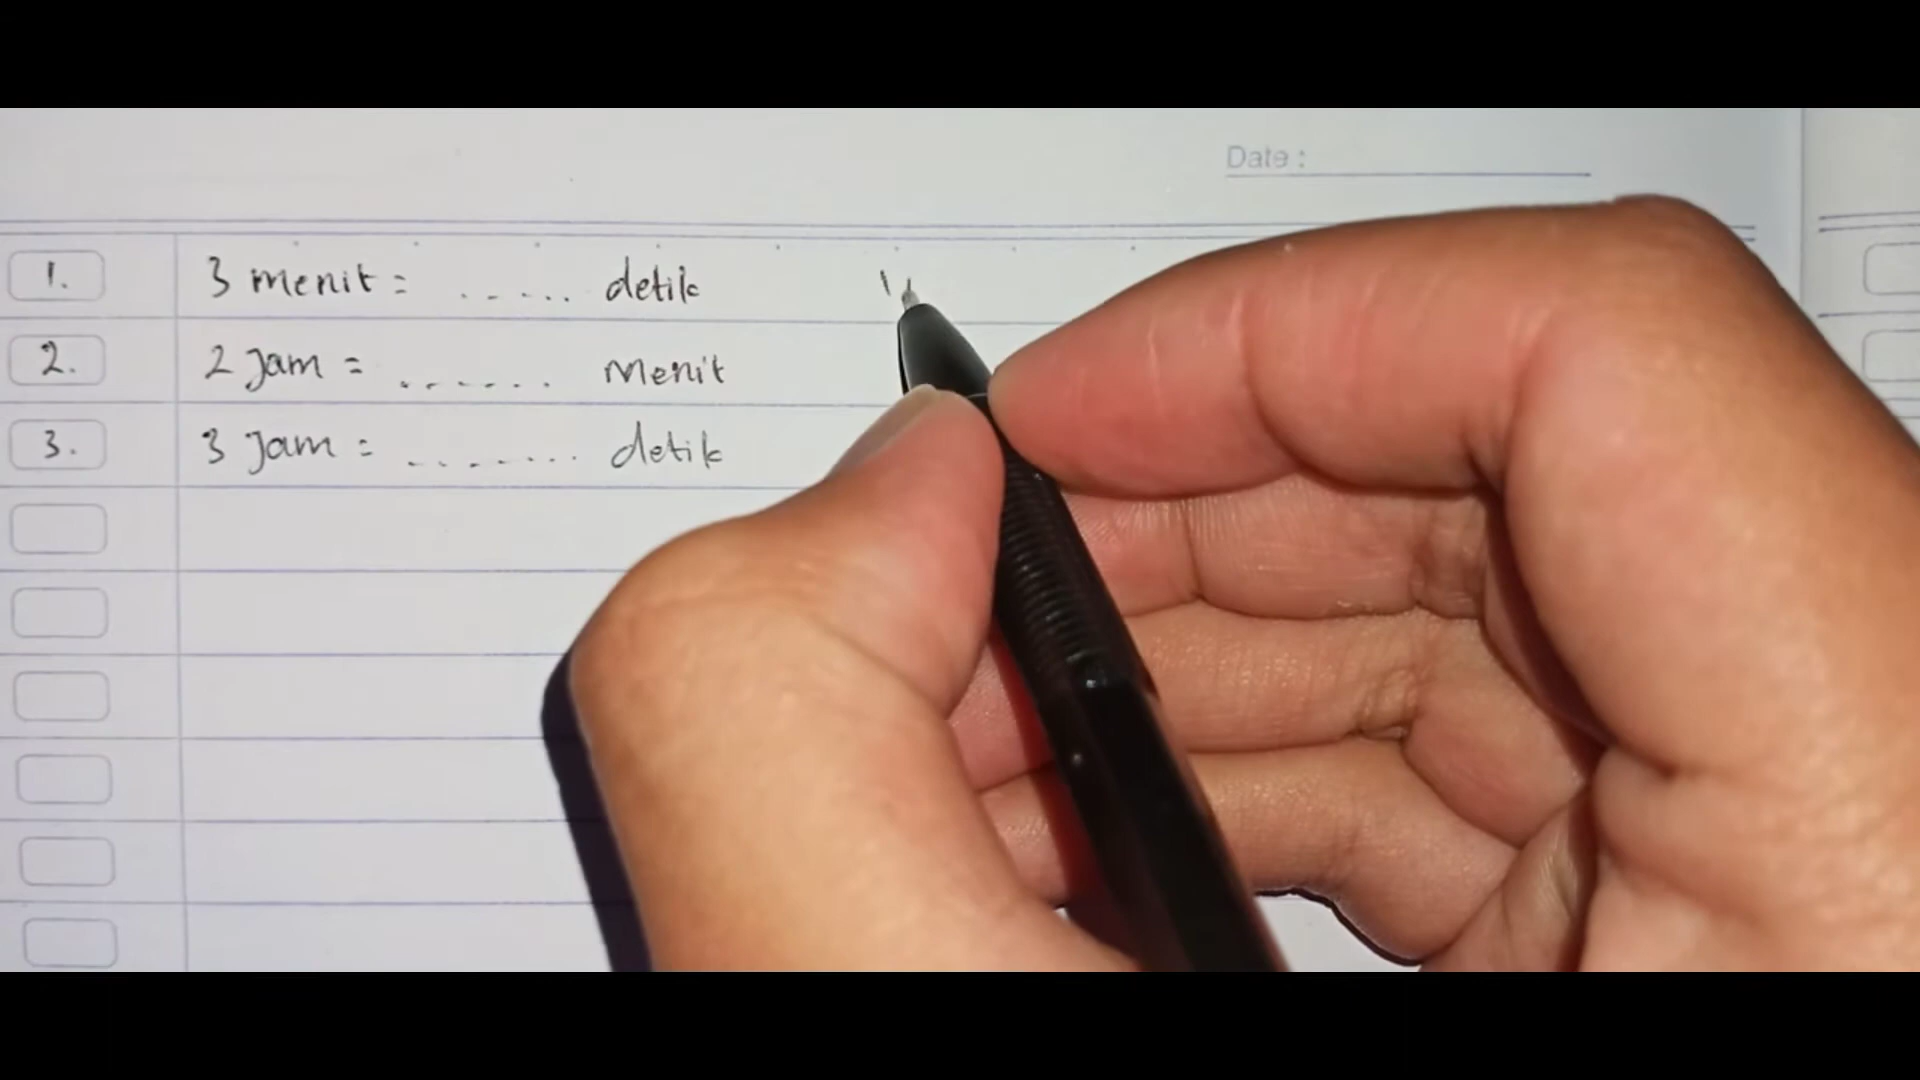 Date :
1. 3 menit = ...... detik
2. 2 Jam = ....... Menit
3. 3 Jam = ........ detik